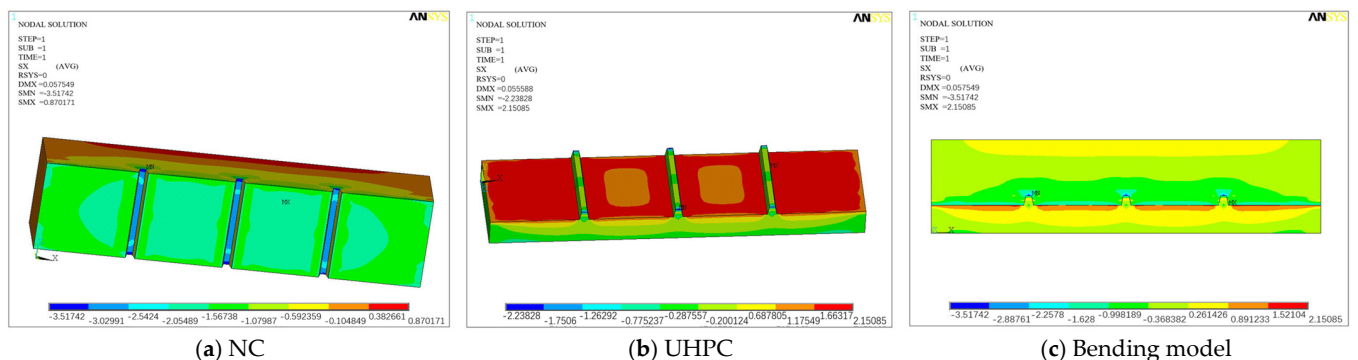 1
ANSYS
NODAL SOLUTION
STEP=1
SUB =1
TIME=1
SX (AVG)
RSYS=0
DMX =0.057549
SMN =-3.51742
SMX =0.870171
MN
MX
X
-3.51742 -2.5424 -1.56738 -0.592359 0.382661
-3.02991 -2.05489 -1.07987 -0.104849 0.870171
(a) NC
1
ANSYS
NODAL SOLUTION
STEP=1
SUB =1
TIME=1
SX (AVG)
RSYS=0
DMX =0.055588
SMN =-2.23828
SMX =2.15085
X
-2.23828 -1.26292 -0.287557 0.687805 1.66317
-1.7506 -0.775237 -0.200124 1.17549 2.15085
(b) UHPC
1
ANSYS
NODAL SOLUTION
STEP=1
SUB =1
TIME=1
SX (AVG)
RSYS=0
DMX =0.057549
SMN =-3.51742
SMX =2.15085
MN
MX
X
-3.51742 -2.2578 -0.998189 0.261426 1.52104
-2.88761 -1.628 -0.368382 0.891233 2.15085
(c) Bending model